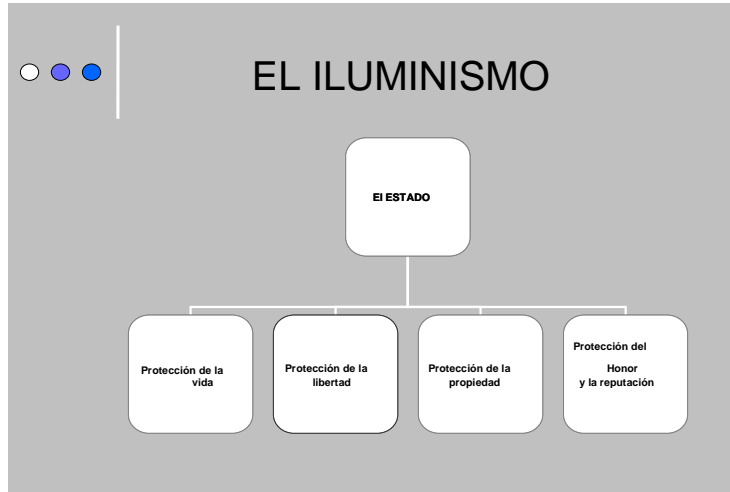 EL ILUMINISMO
El ESTADO
Protección de la
vida
Protección de la
libertad
Protección de la
propiedad
Protección del
Honor
y la reputación